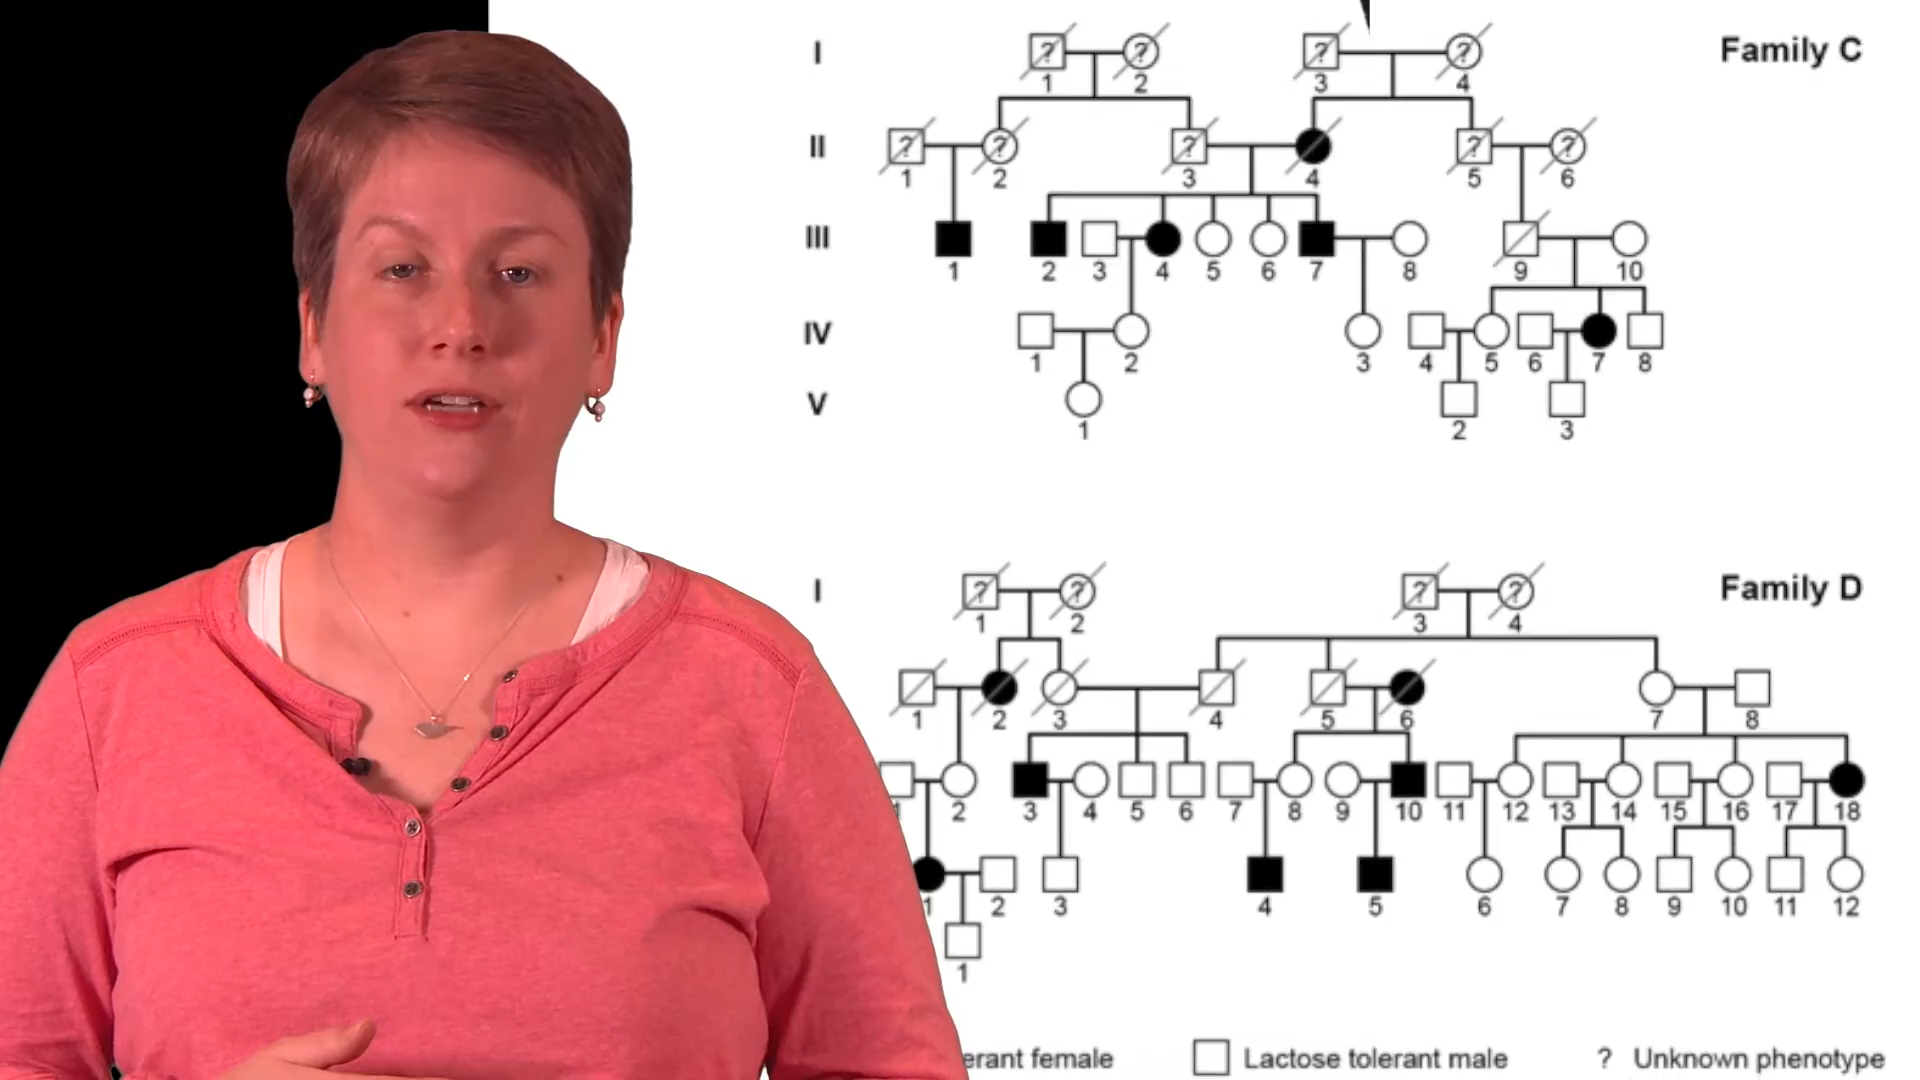 I ? ? ? ? Family C
1 2 3 4
II ? ? ? ? ?
1 2 3 4 5 6
III
1 2 3 4 5 6 7 8 9 10
IV
1 2 3 4 5 6 7 8
V
1 2 3
I ? ? ? ? Family D
1 2 3 4
1 2 3 4 5 6 7 8
2 3 4 5 6 7 8 9 10 11 12 13 14 15 16 17 18
1 2 3 4 5 6 7 8 9 10 11 12
1
erant female Lactose tolerant male ? Unknown phenotype